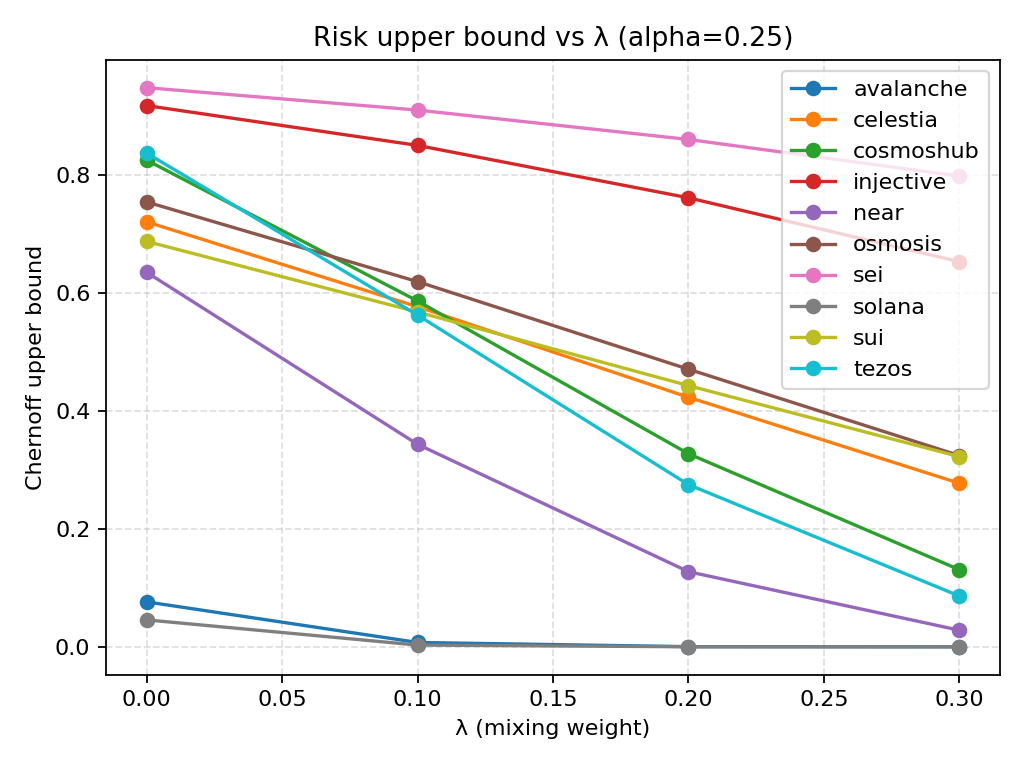 Risk upper bound vs λ (alpha=0.25)
Chernoff upper bound
0.8
0.6
0.4
0.2
0.0
avalanche
celestia
cosmoshub
injective
near
osmosis
sei
solana
sui
tezos
0.00 0.05 0.10 0.15 0.20 0.25 0.30
λ (mixing weight)